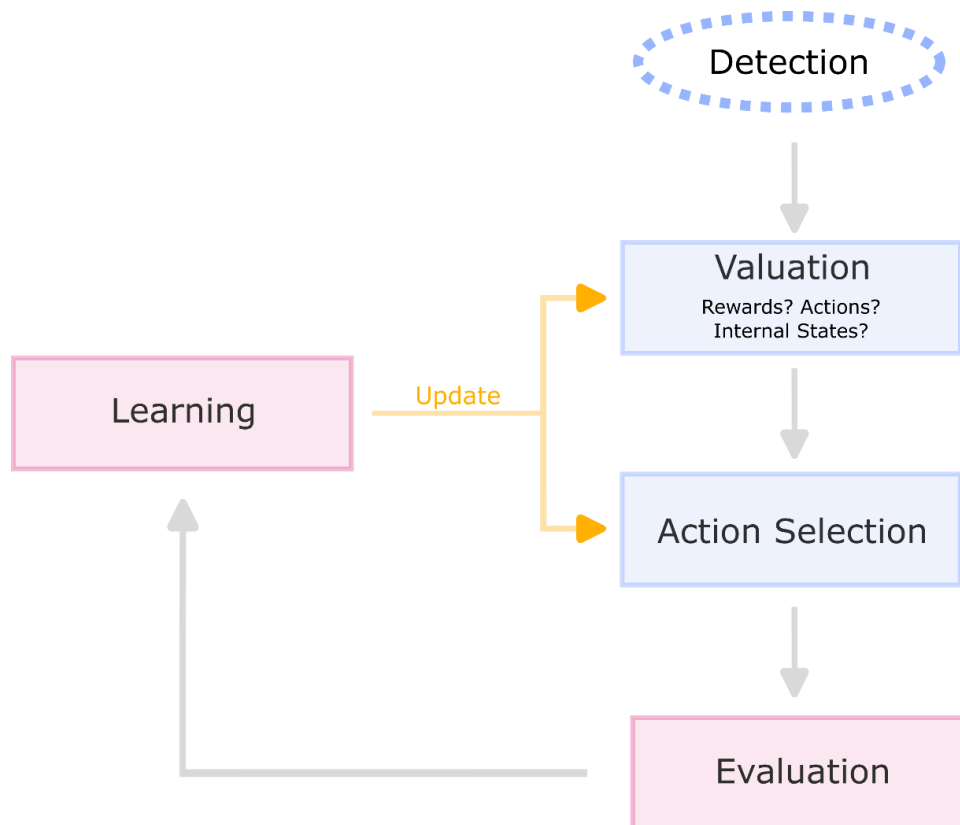 Detection
Valuation
Rewards? Actions?
Internal States?
Learning
Update
Action Selection
Evaluation